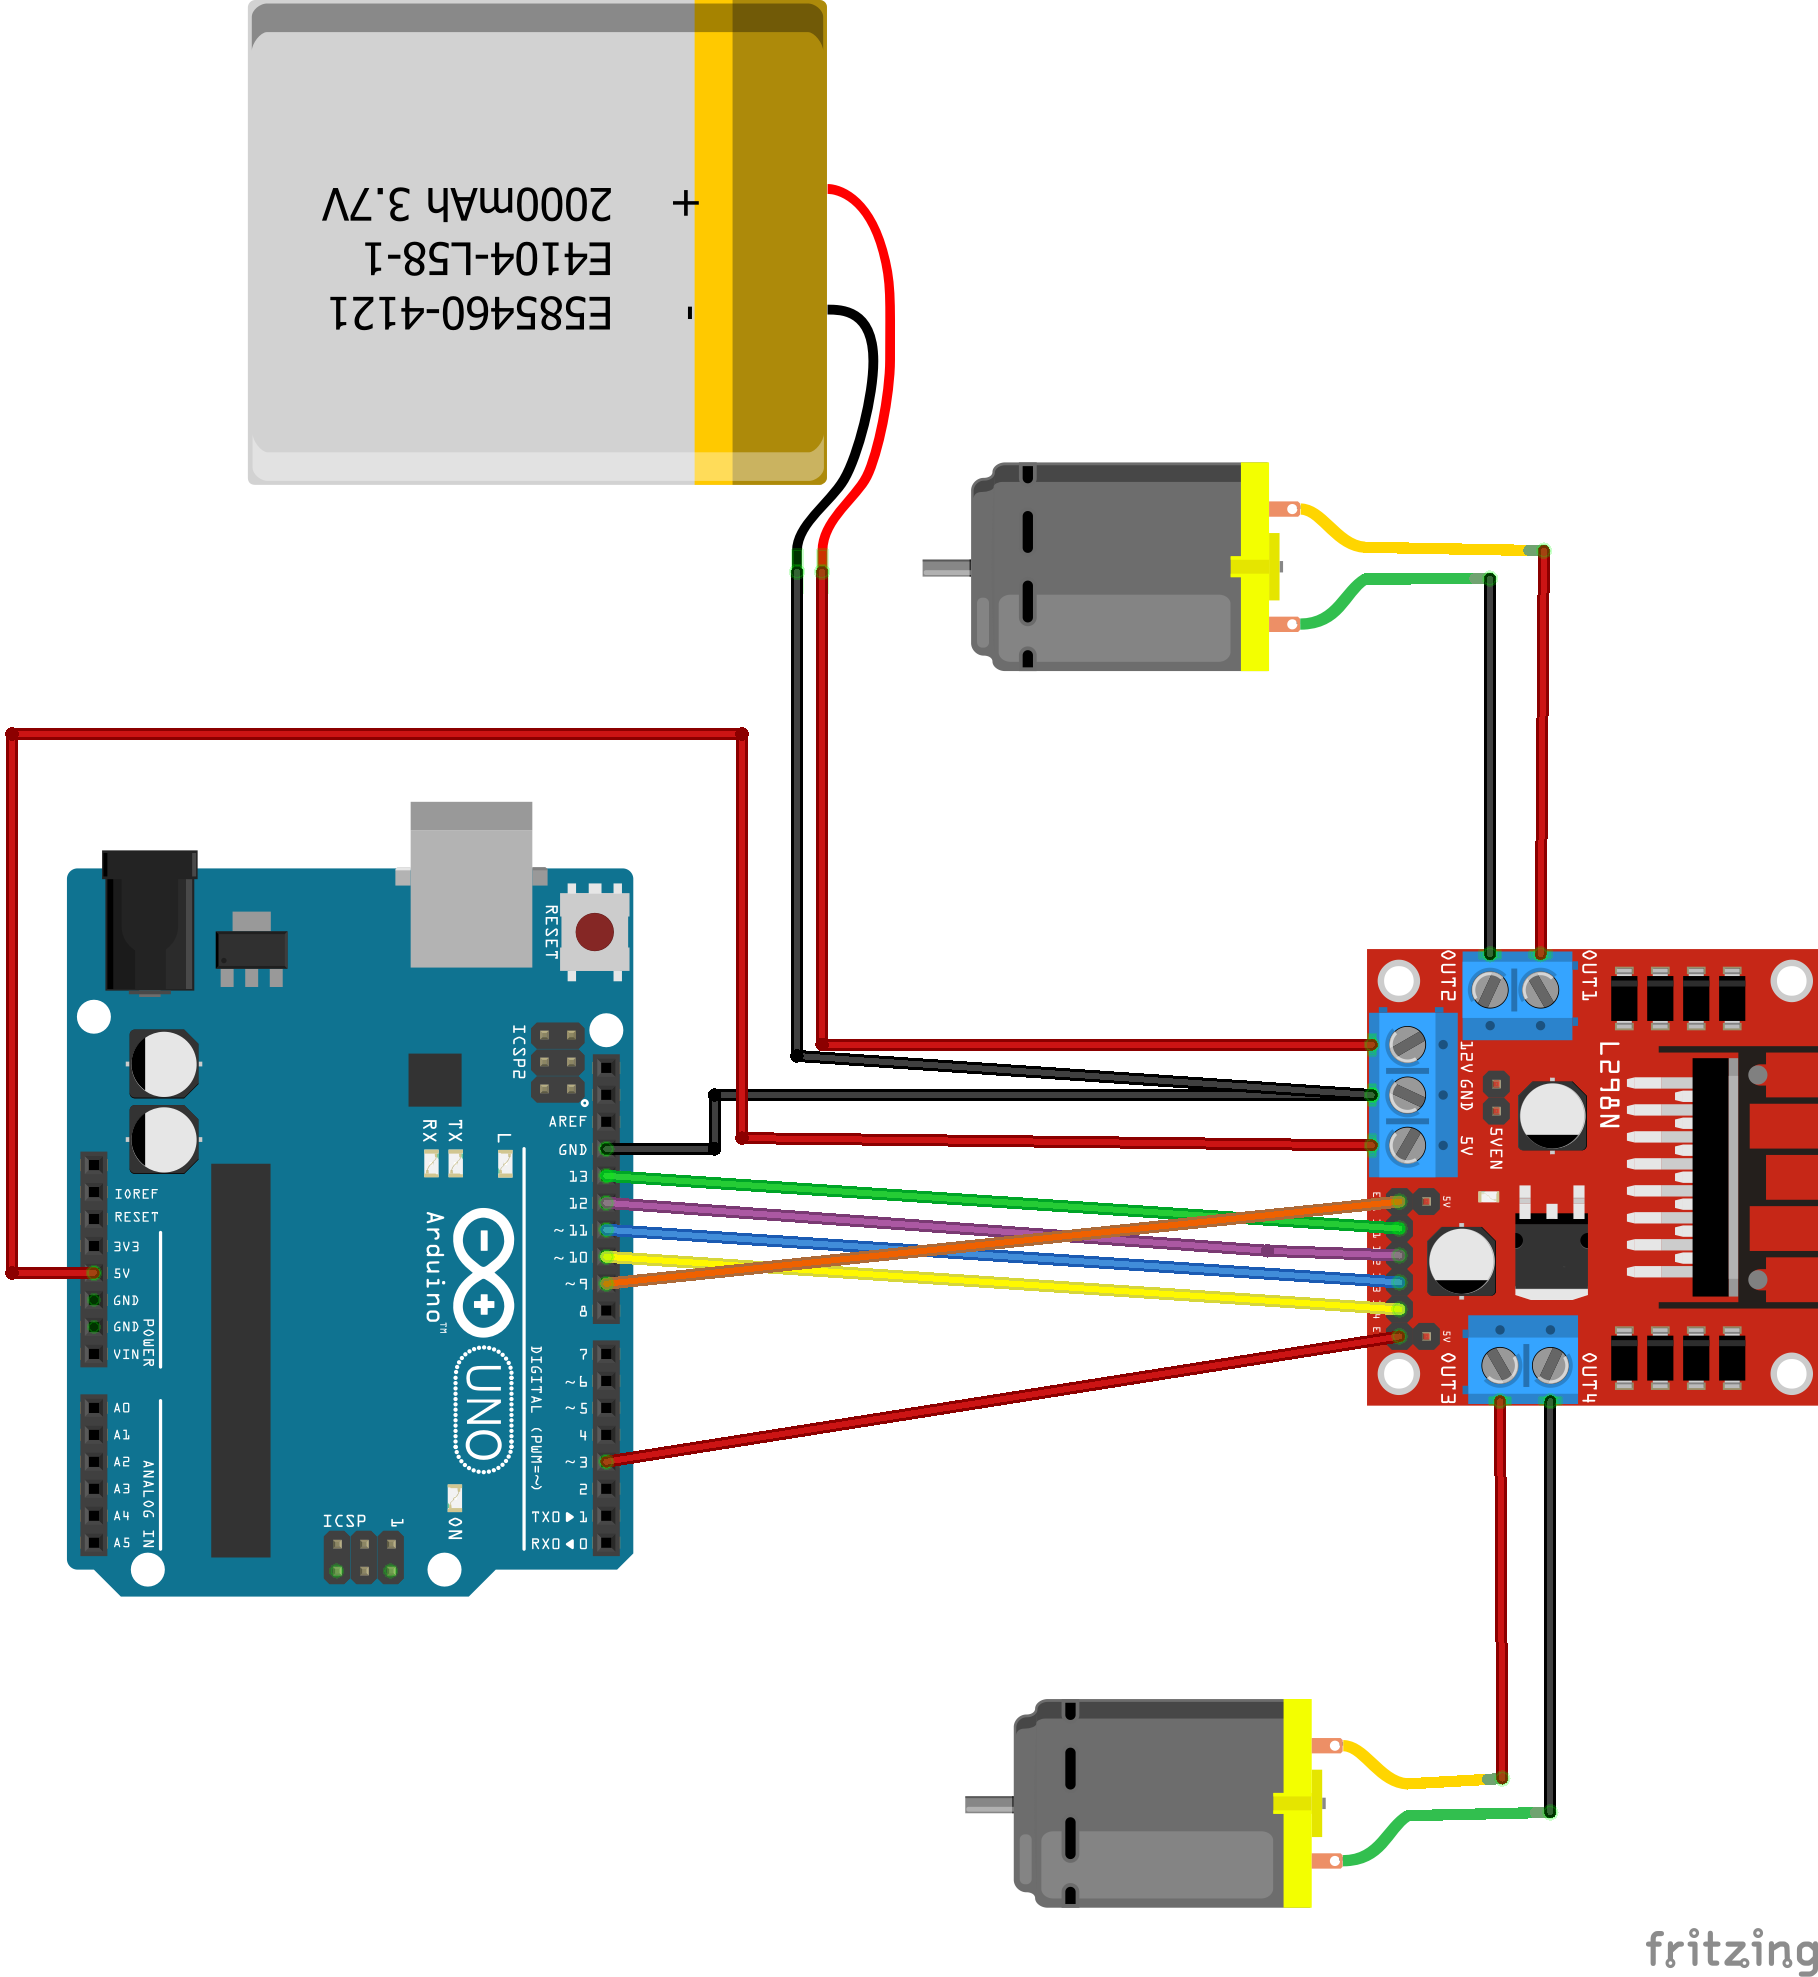 2000mAh 3.7V
+
E4104-L58-1
E585460-4121
-
RESET
ICSP2
AREF
GND
13
12
~11
~10
~9
8
7
~6
~5
4
~3
2
TX0▶1
RX0◀0
RX
TX
L
IOREF
RESET
3V3
5V
GND
GND
VIN
POWER
A0
A1
A2
A3
A4
A5
ANALOG IN
Arduino™
UNO
DIGITAL (PWM=~)
ICSP
1
ON
OUT2
OUT1
12V
GND
5V
5VEN
L298N
5V
5V
OUT3
OUT4
fritzing